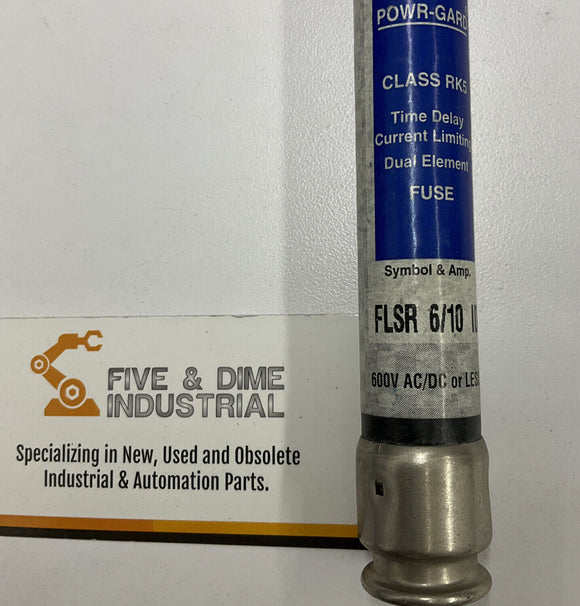 POWR-GARD
CLASS RK5
Time Delay
Current Limiting
Dual Element
FUSE
Symbol & Amp.
FLSR 6/10
600V AC/DC or LESS
FIVE & DIME
INDUSTRIAL
Specializing in New, Used and Obsolete
Industrial & Automation Parts.